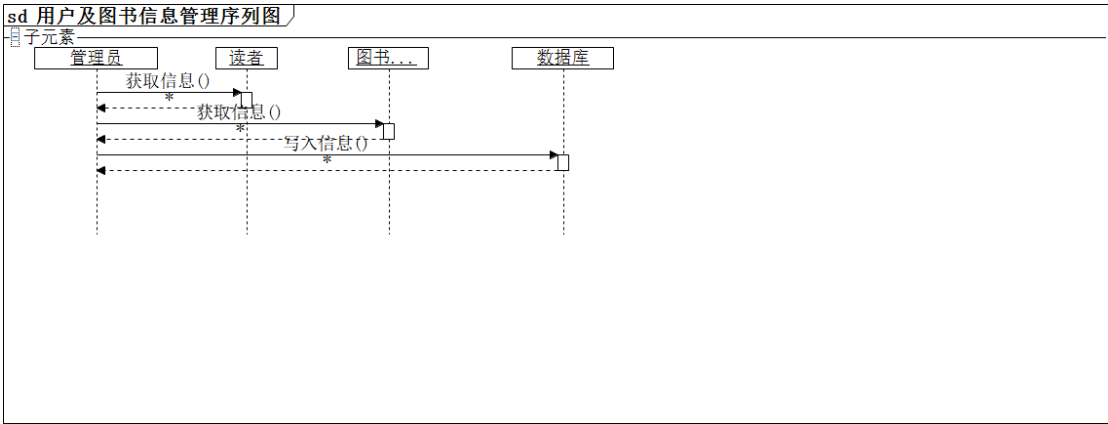 sd 用户及图书信息管理序列图
子元素
管理员
读者
图书...
数据库
获取信息()
*
获取信息()
*
写入信息()
*